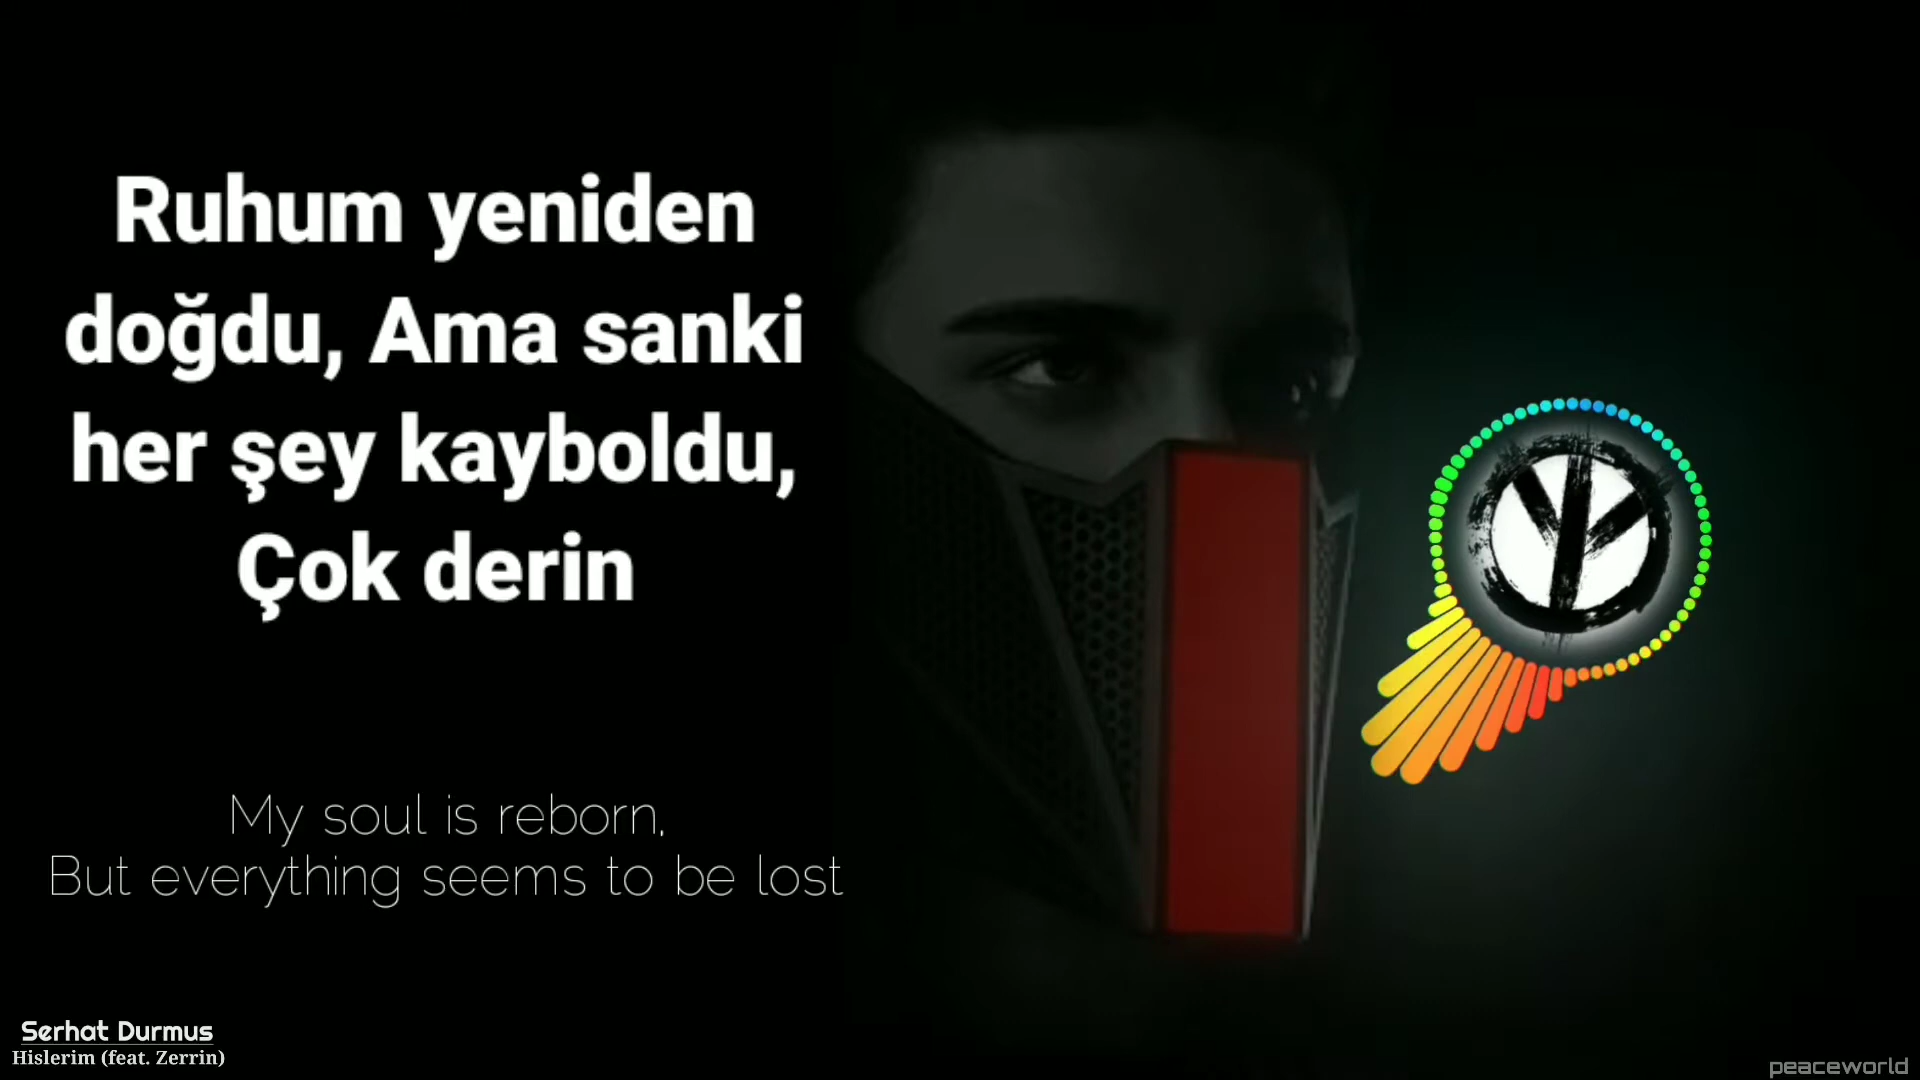 Ruhum yeniden
doğdu, Ama sanki
her şey kayboldu,
Çok derin
My soul is reborn,
But everything seems to be lost
Serhat Durmus
Hislerim (feat. Zerrin)
peaceworld